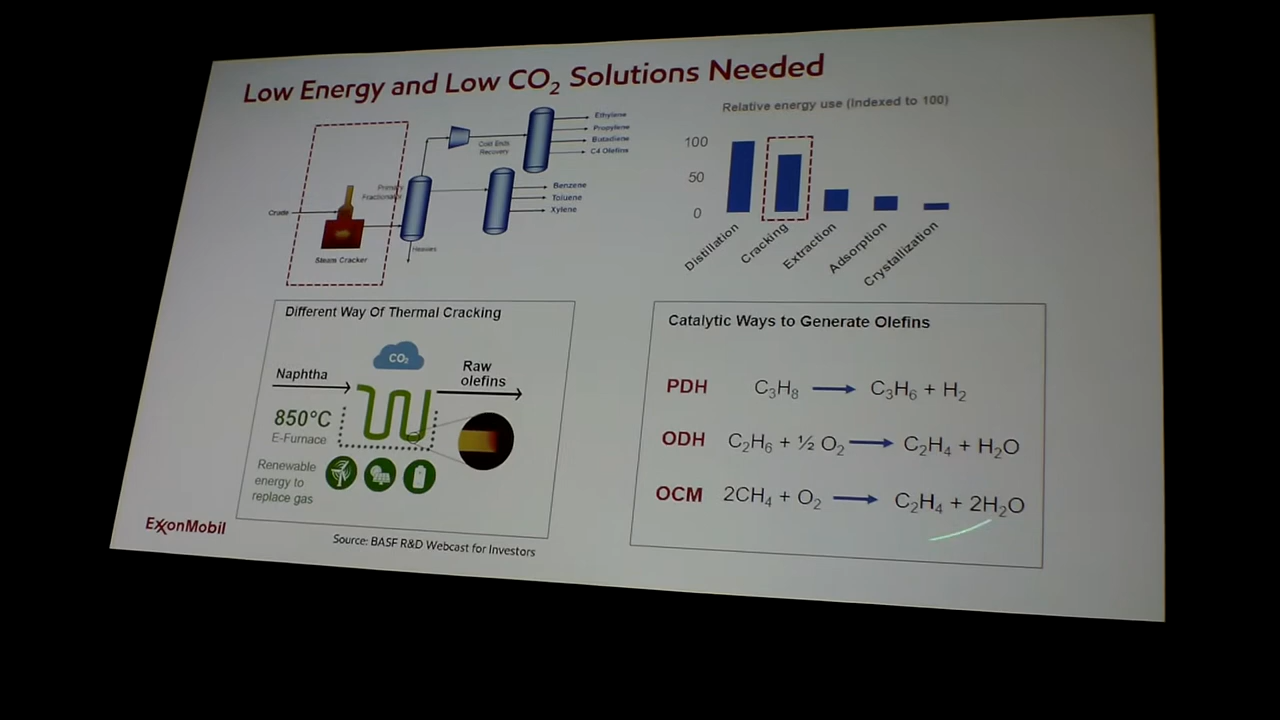 Low Energy and Low CO₂ Solutions Needed
Crude
Steam Cracker
Primary
Fractionator
Heavies
Cold Ends
Recovery
Ethylene
Propylene
Butadiene
C4 Olefins
Benzene
Toluene
Xylene
Relative energy use (Indexed to 100)
100
50
0
Distillation
Cracking
Extraction
Adsorption
Crystallization
Different Way Of Thermal Cracking
CO₂
Naphtha
Raw
olefins
850°C
E-Furnace
Renewable
energy to
replace gas
Catalytic Ways to Generate Olefins
PDH C₃H₈ → C₃H₆ + H₂
ODH C₂H₆ + ½ O₂ → C₂H₄ + H₂O
OCM 2CH₄ + O₂ → C₂H₄ + 2H₂O
ExxonMobil
Source: BASF R&D Webcast for Investors